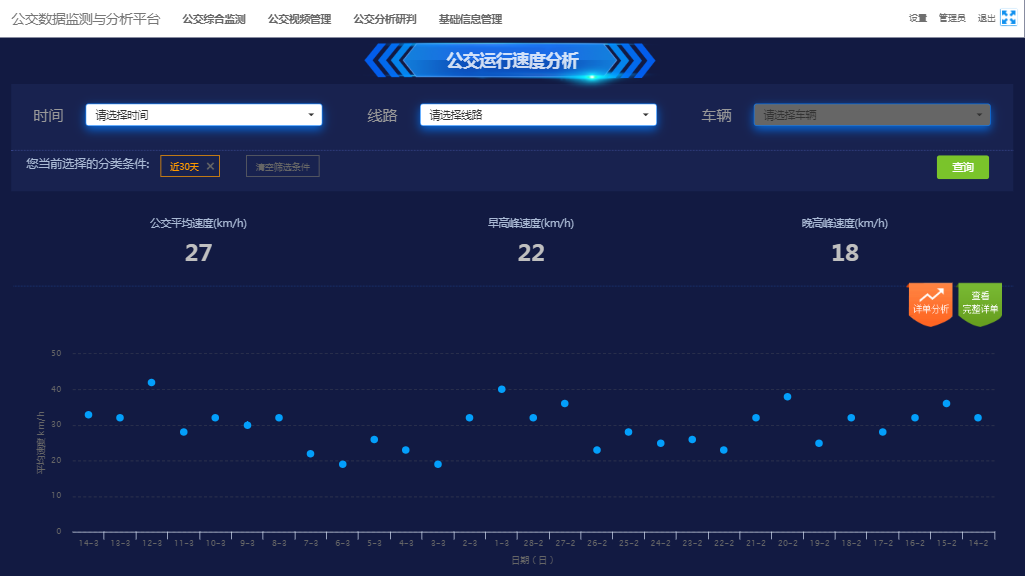 公交数据监测与分析平台 公交综合监测 公交视频管理 公交分析研判 基础信息管理 设置 管理员 退出
公交运行速度分析
时间 请选择时间 线路 请选择线路 车辆 请选择车辆
您当前选择的分类条件: 近30天 × 清空筛选条件 查询
公交平均速度(km/h) 早高峰速度(km/h) 晚高峰速度(km/h)
27 22 18
详单分析
查看
完整详单
50
40
30
20
10
0
平均速度 km/h
14-3 13-3 12-3 11-3 10-3 9-3 8-3 7-3 6-3 5-3 4-3 3-3 2-3 1-3 28-2 27-2 26-2 25-2 24-2 23-2 22-2 21-2 20-2 19-2 18-2 17-2 16-2 15-2 14-2
日期（日）